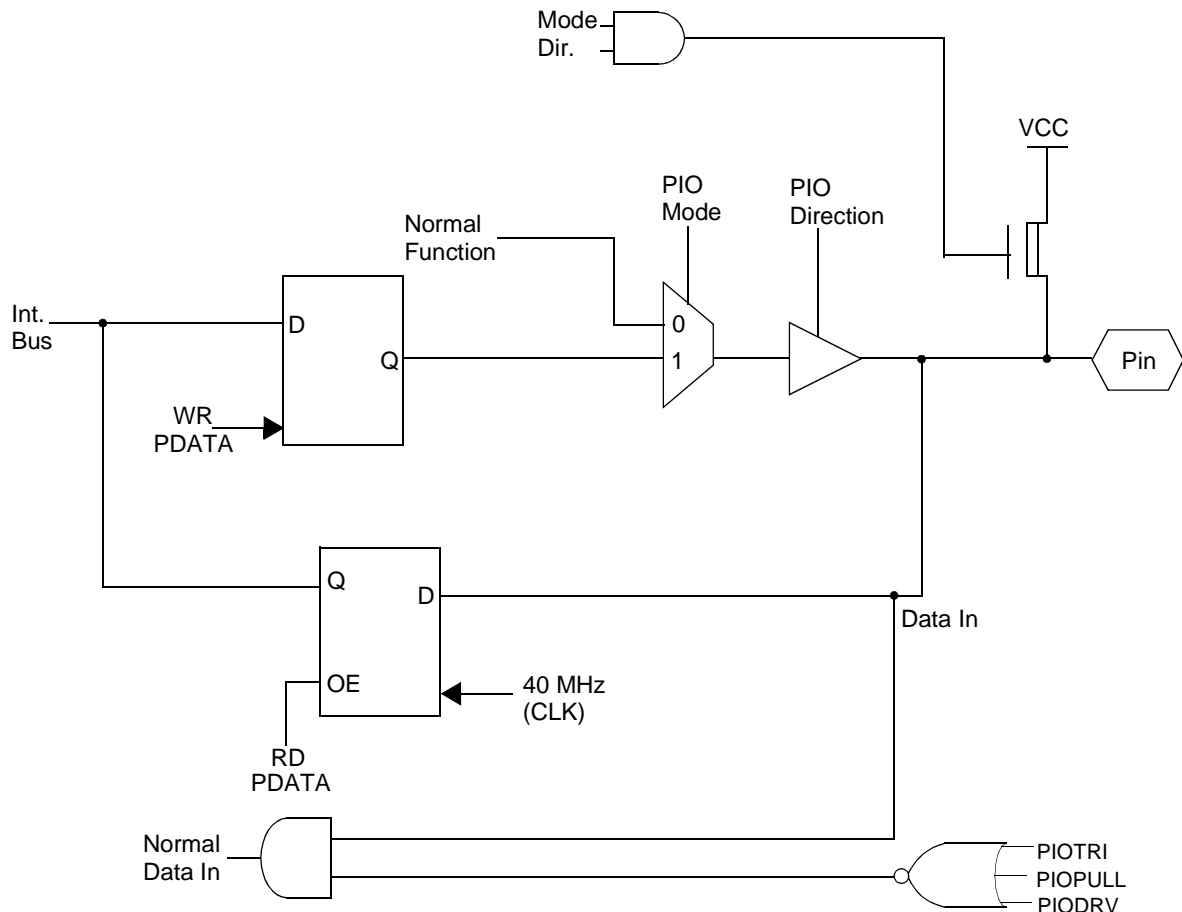 Mode
Dir.
VCC
PIO
Mode
PIO
Direction
Normal
Function
Int.
Bus
D
Q
0
1
Pin
WR
PDATA
Q
D
Data In
OE
40 MHz
(CLK)
RD
PDATA
Normal
Data In
PIOTRI
PIOPULL
PIODRV